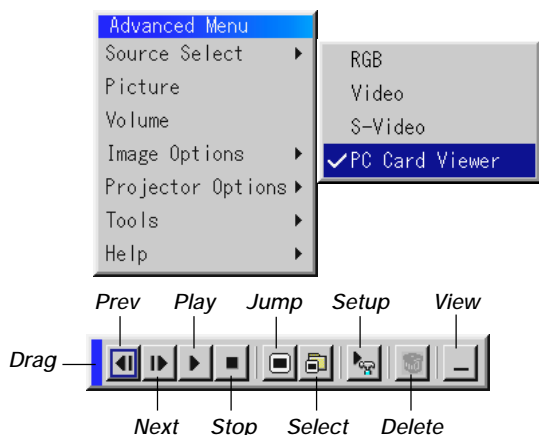 Advanced Menu
Source Select
Picture
Volume
Image Options
Projector Options
Tools
Help
RGB
Video
S-Video
PC Card Viewer
Prev Play Jump Setup View
Drag
Next Stop Select Delete